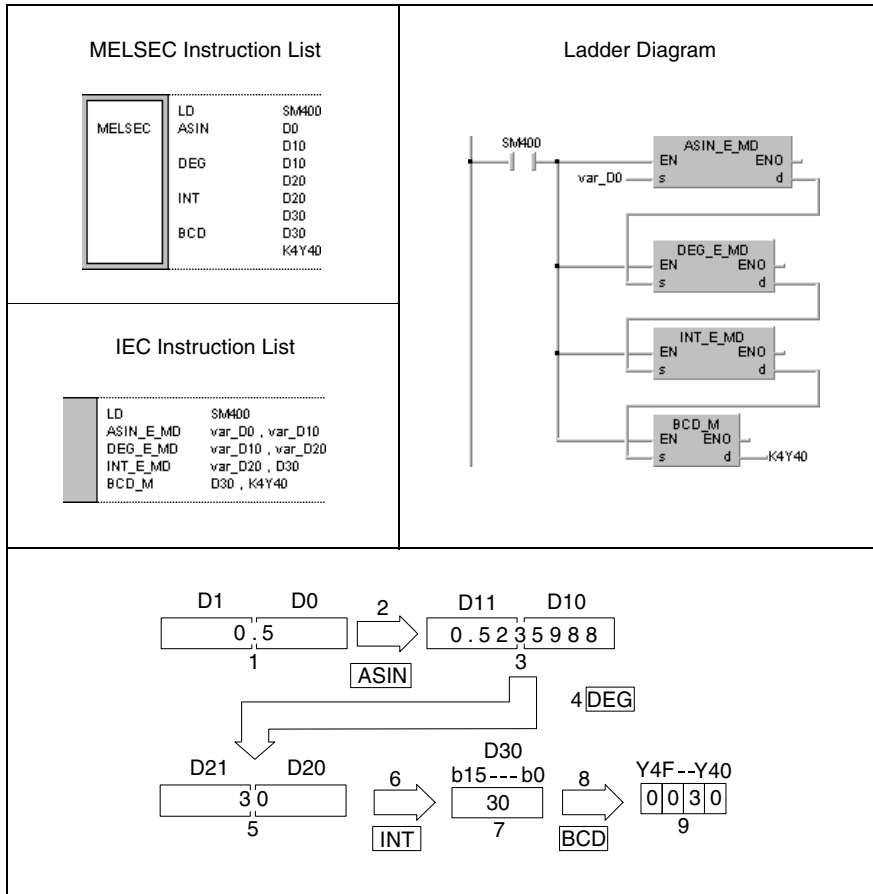 MELSEC Instruction List
MELSEC
LD SM400
ASIN D0
D10
DEG D10
D20
INT D20
D30
BCD D30
K4Y40
IEC Instruction List
LD SM400
ASIN_E_MD var_D0 , var_D10
DEG_E_MD var_D10 , var_D20
INT_E_MD var_D20 , D30
BCD_M D30 , K4Y40
Ladder Diagram
SM400
ASIN_E_MD
EN ENO
var_D0 s d
DEG_E_MD
EN ENO
s d
INT_E_MD
EN ENO
s d
BCD_M
EN ENO
s d K4Y40
D1 D0 2 D11 D10
0.5 0.5235988
1 ASIN 3
4 DEG
D21 D20 6 D30 8 Y4F--Y40
b15---b0
30 30 0 0 3 0
5 INT 7 BCD 9